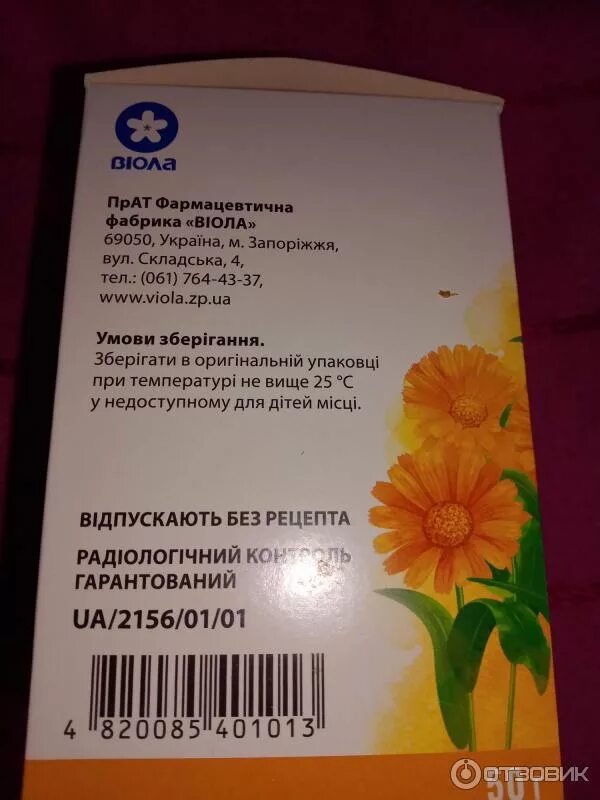 ВІОЛА
ПрАТ Фармацевтична
фабрика «ВІОЛА»
69050, Україна, м. Запоріжжя,
вул. Складська, 4,
тел.: (061) 764-43-37,
www.viola.zp.ua
Умови зберігання.
Зберігати в оригінальній упаковці
при температурі не вище 25 °С
у недоступному для дітей місці.
ВІДПУСКАЮТЬ БЕЗ РЕЦЕПТА
РАДІОЛОГІЧНИЙ КОНТРОЛЬ
ГАРАНТОВАНИЙ
UA/2156/01/01
4 820085 401013
50 г
ОТЗОВИК